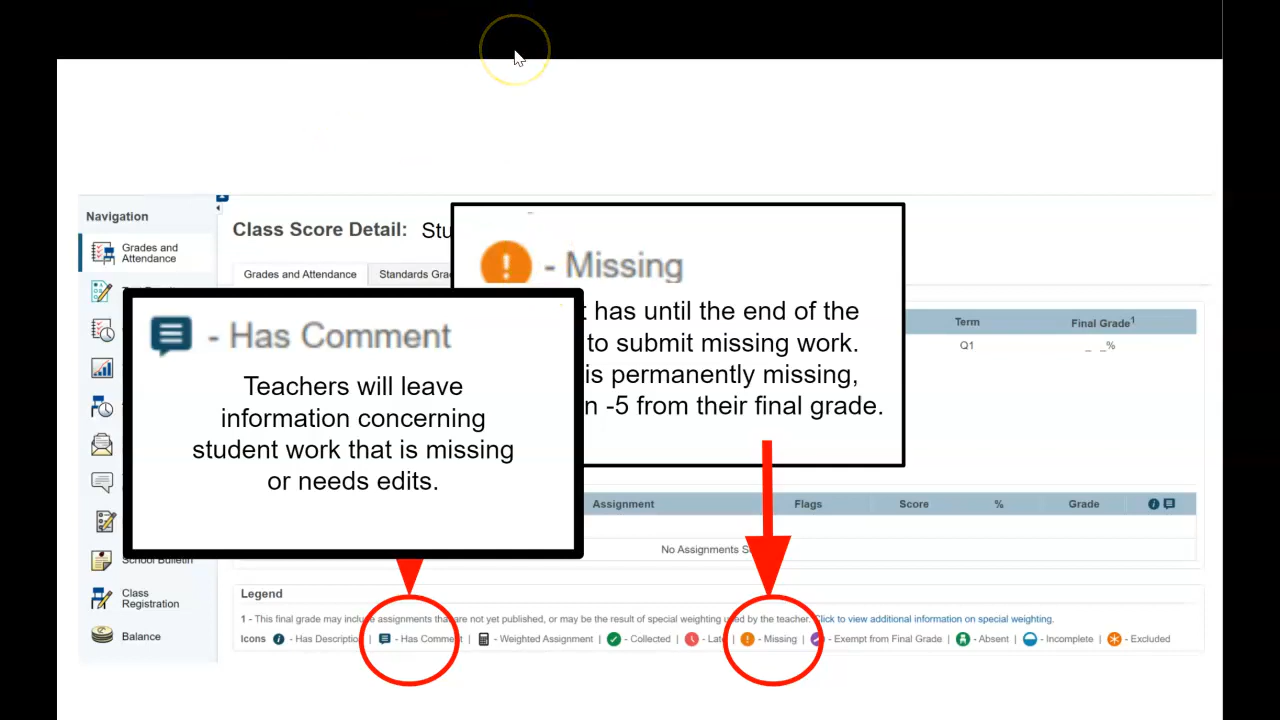 Navigation
Grades and
Attendance
School Bulletin
Class
Registration
Balance
Class Score Detail:
Grades and Attendance
Standards
Term
Final Grade1
Q1
_ _%
- Missing
has until the end of the
to submit missing work.
is permanently missing,
-5 from their final grade.
- Has Comment
Teachers will leave
information concerning
student work that is missing
or needs edits.
Assignment Flags Score % Grade
No Assignments
Legend
1 - This final grade may include assignments that are not yet published, or may be the result of special weighting used by the teacher. Click to view additional information on special weighting.
Icons - Has Description | - Has Comment | - Weighted Assignment | - Collected | - Late | - Missing | - Exempt from Final Grade | - Absent | - Incomplete | - Excluded